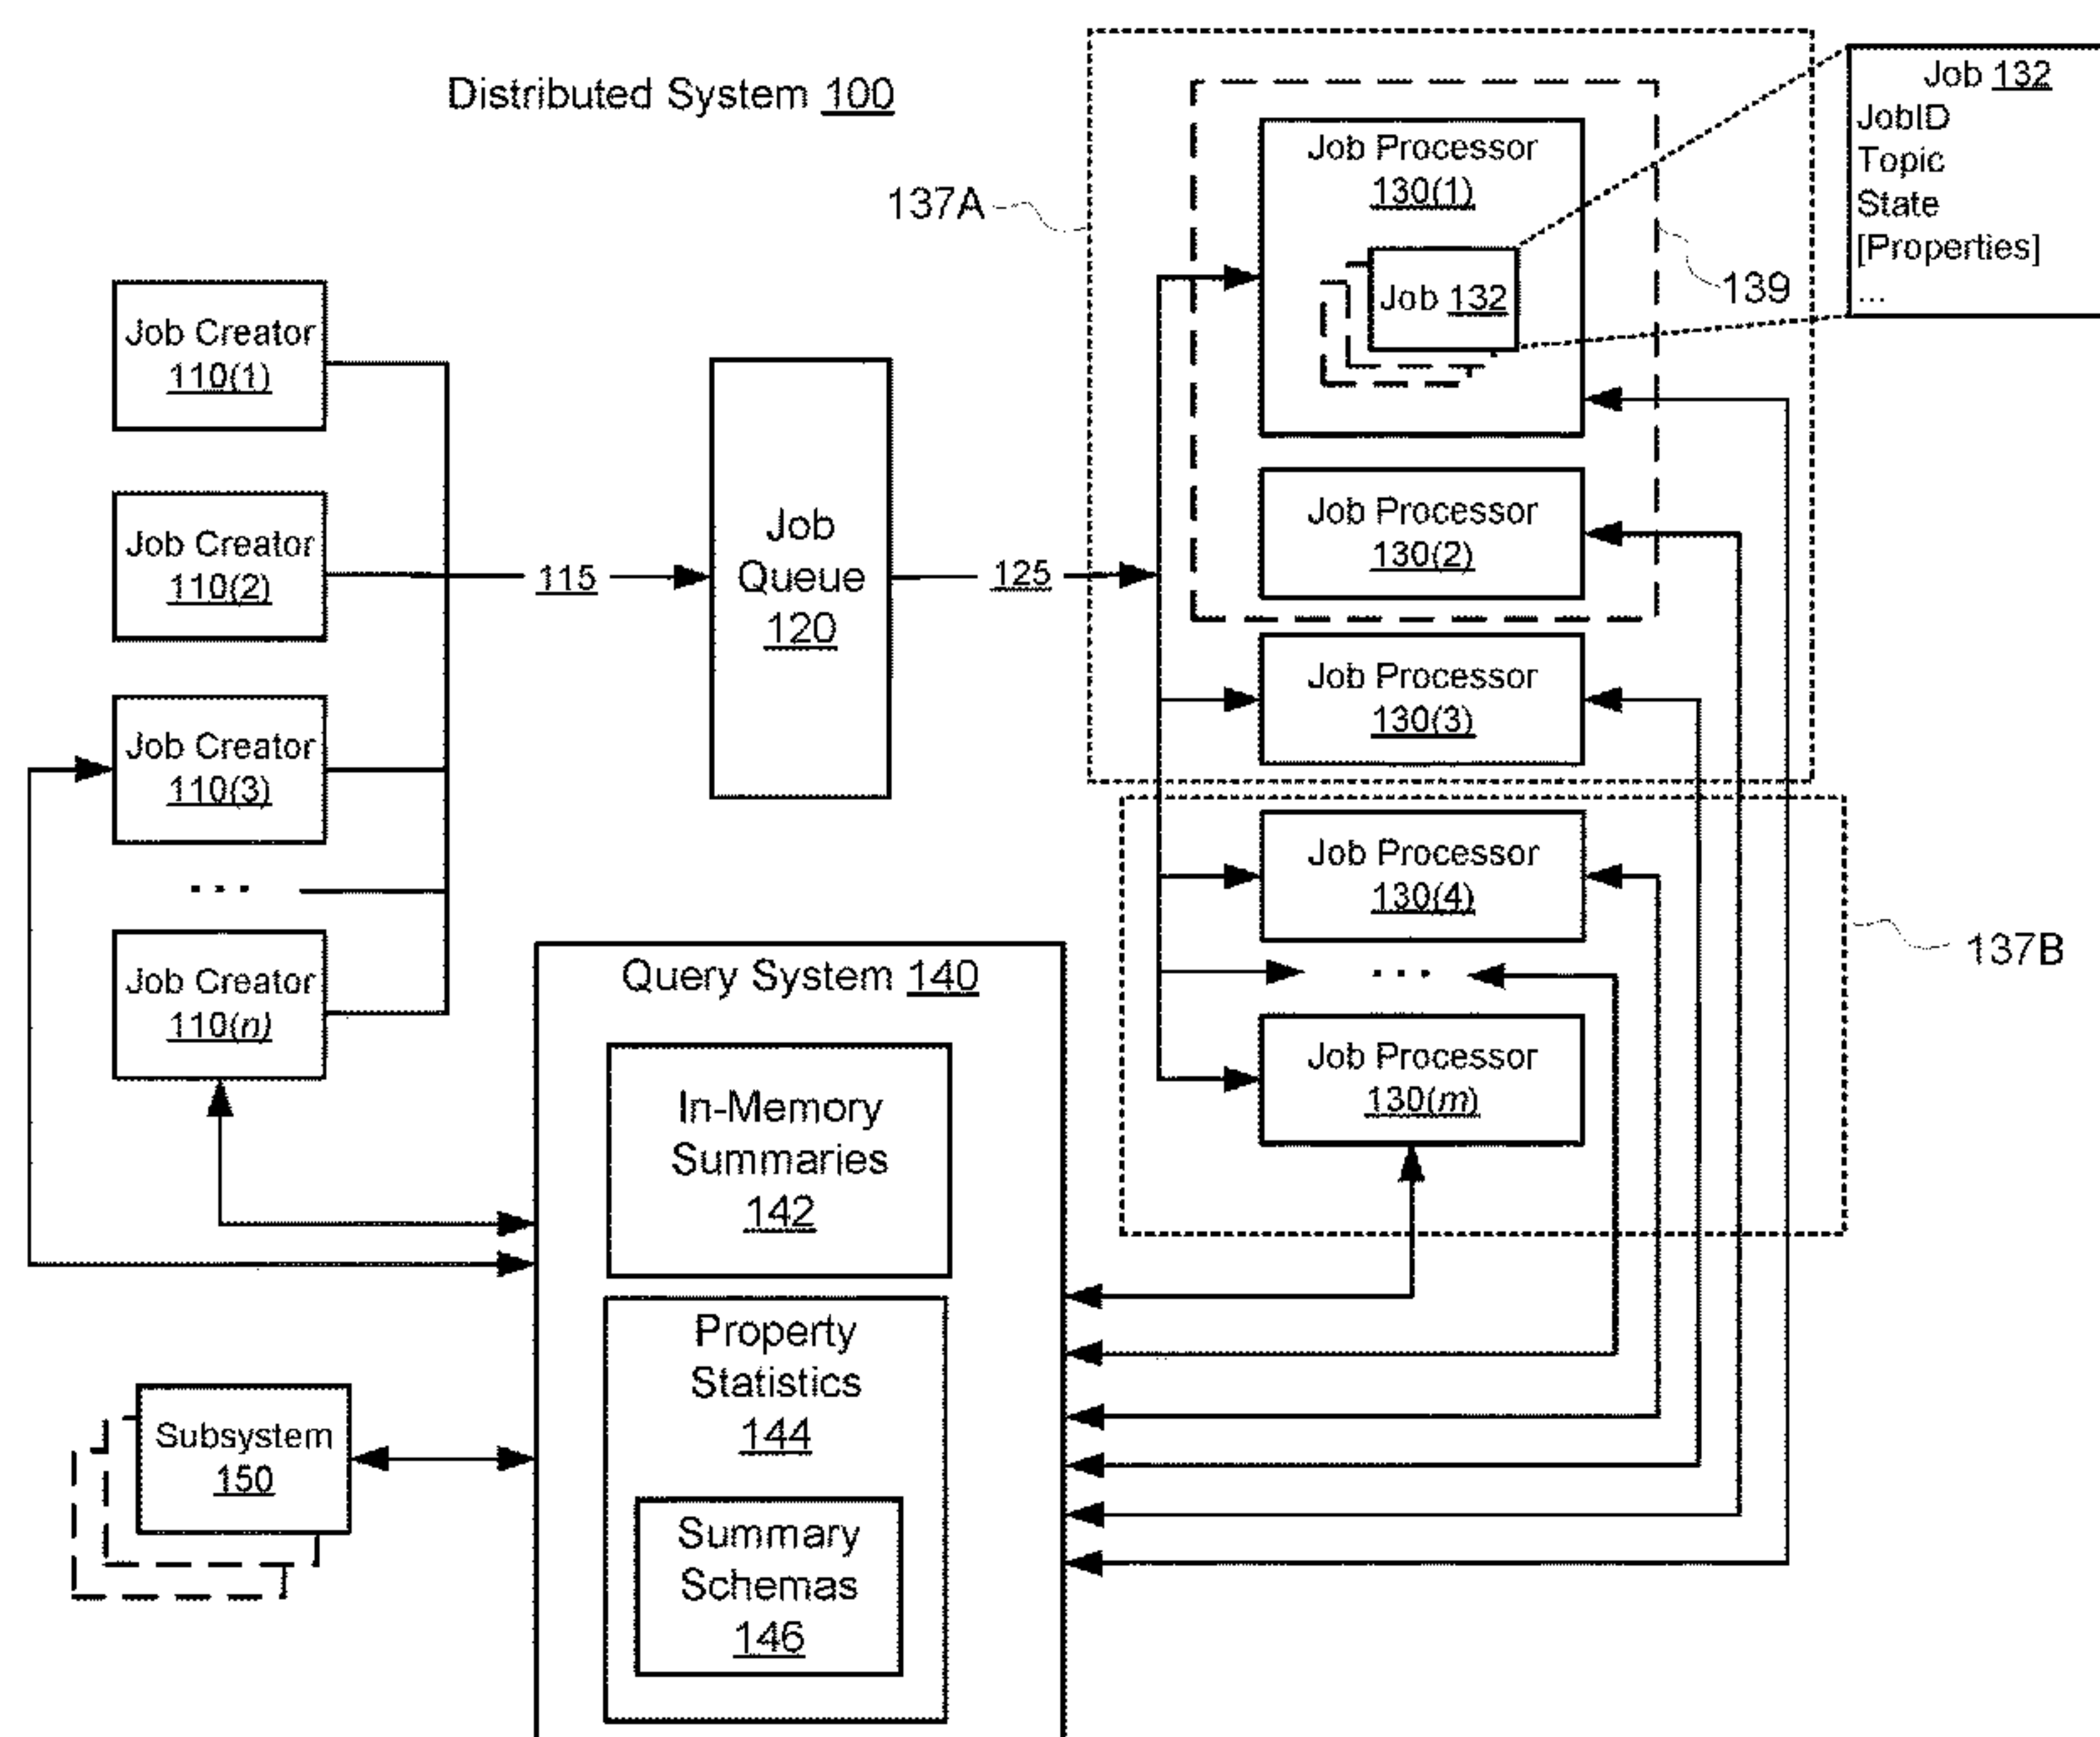 Distributed System 100
Job Creator
110(1)
Job Creator
110(2)
Job Creator
110(3)
...
Job Creator
110(n)
115
Job
Queue
120
125
137A
Job Processor
130(1)
Job 132
139
Job 132
JobID
Topic
State
[Properties]
...
Job Processor
130(2)
Job Processor
130(3)
Job Processor
130(4)
...
Job Processor
130(m)
137B
Query System 140
In-Memory
Summaries
142
Property
Statistics
144
Summary
Schemas
146
Subsystem
150